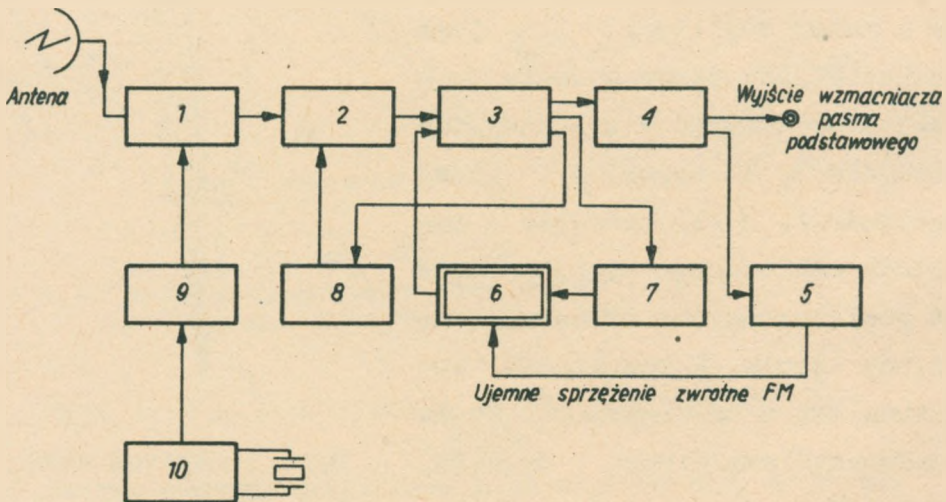 Antena
1
2
3
4
Wyjście wzmacniacza
pasma
podstawowego
9
8
6
7
5
Ujemne sprzężenie zwrotne FM
10